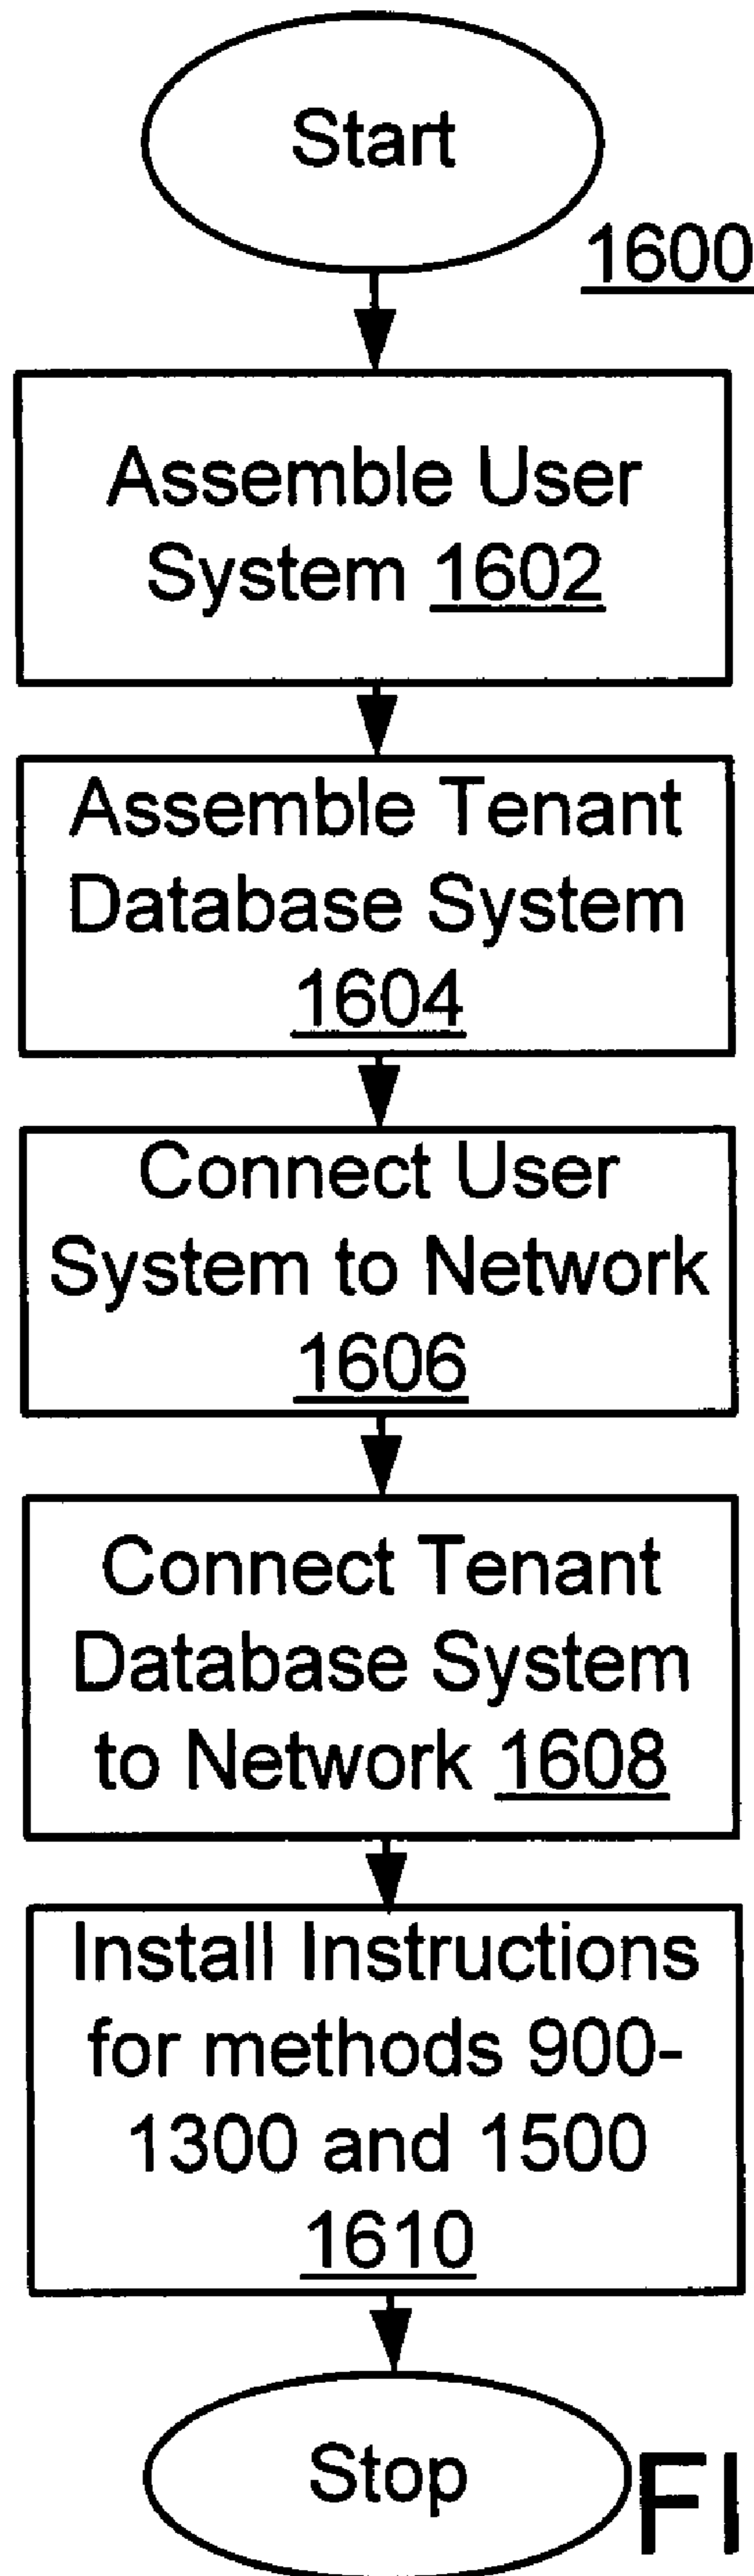 Start
1600
Assemble User
System 1602
Assemble Tenant
Database System
1604
Connect User
System to Network
1606
Connect Tenant
Database System
to Network 1608
Install Instructions
for methods 900-
1300 and 1500
1610
Stop
FI